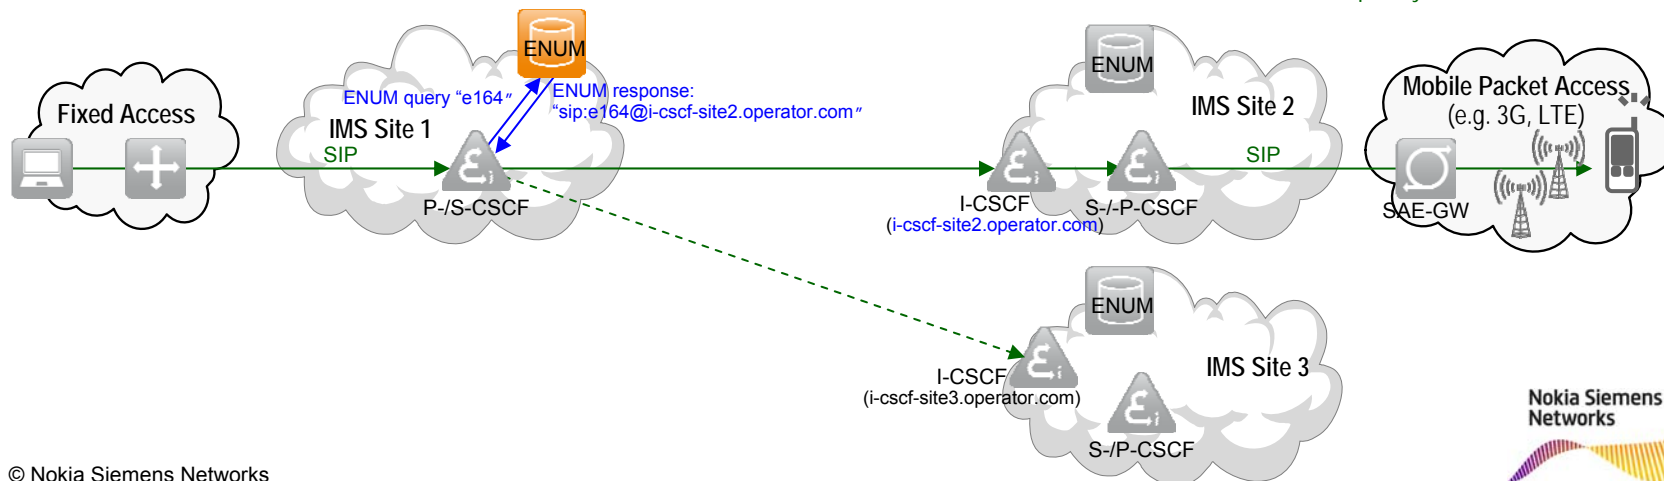 ENUM
ENUM query "e164"
ENUM response:
"sip:e164@i-cscf-site2.operator.com"
Fixed Access
IMS Site 1
SIP
P-/S-CSCF
ENUM
IMS Site 2
SIP
I-CSCF
(i-cscf-site2.operator.com)
S-/-P-CSCF
Mobile Packet Access
(e.g. 3G, LTE)
SAE-GW
ENUM
IMS Site 3
I-CSCF
(i-cscf-site3.operator.com)
S-/P-CSCF
Nokia Siemens
Networks
© Nokia Siemens Networks